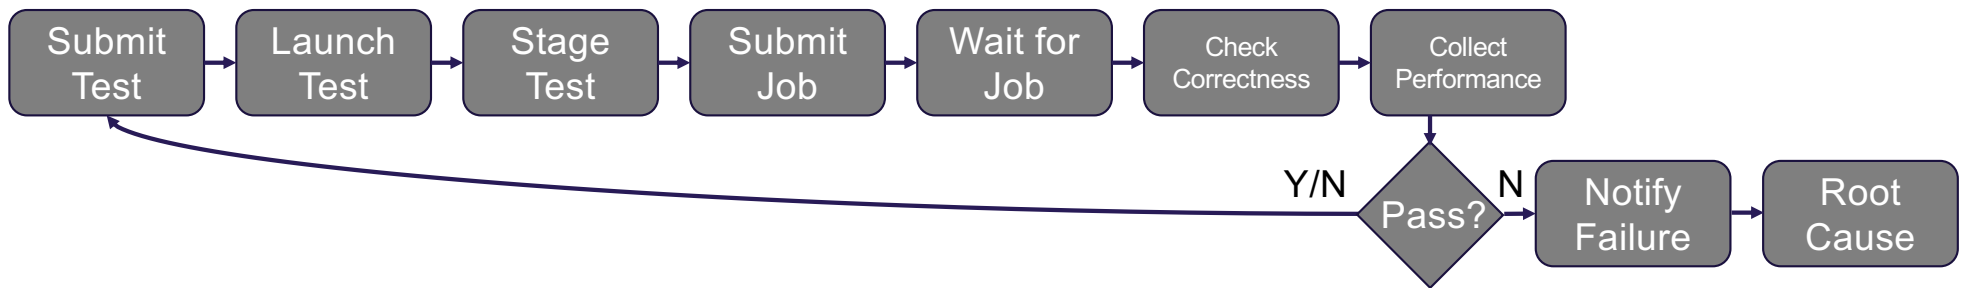 Submit
Test
Launch
Test
Stage
Test
Submit
Job
Wait for
Job
Check
Correctness
Collect
Performance
Y/N
Pass?
N
Notify
Failure
Root
Cause